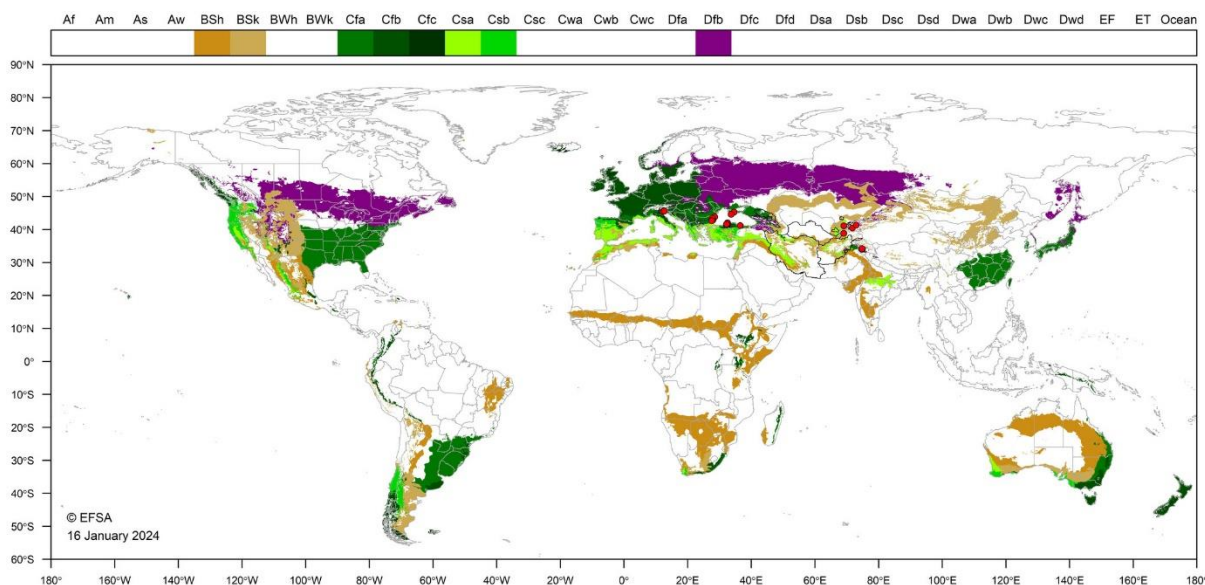 Af Am As Aw BSh BSk BWh BWk Cfa Cfb Cfc Csa Csb Csc Cwa Cwb Cwc Dfa Dfb Dfc Dfd Dsa Dsb Dsc Dsd Dwa Dwb Dwc Dwd EF ET Ocean
90°N
80°N
70°N
60°N
50°N
40°N
30°N
20°N
10°N
0°
10°S
20°S
30°S
40°S
50°S
60°S
© EFSA
16 January 2024
180° 160°W 140°W 120°W 100°W 80°W 60°W 40°W 20°W 0° 20°E 40°E 60°E 80°E 100°E 120°E 140°E 160°E 180°